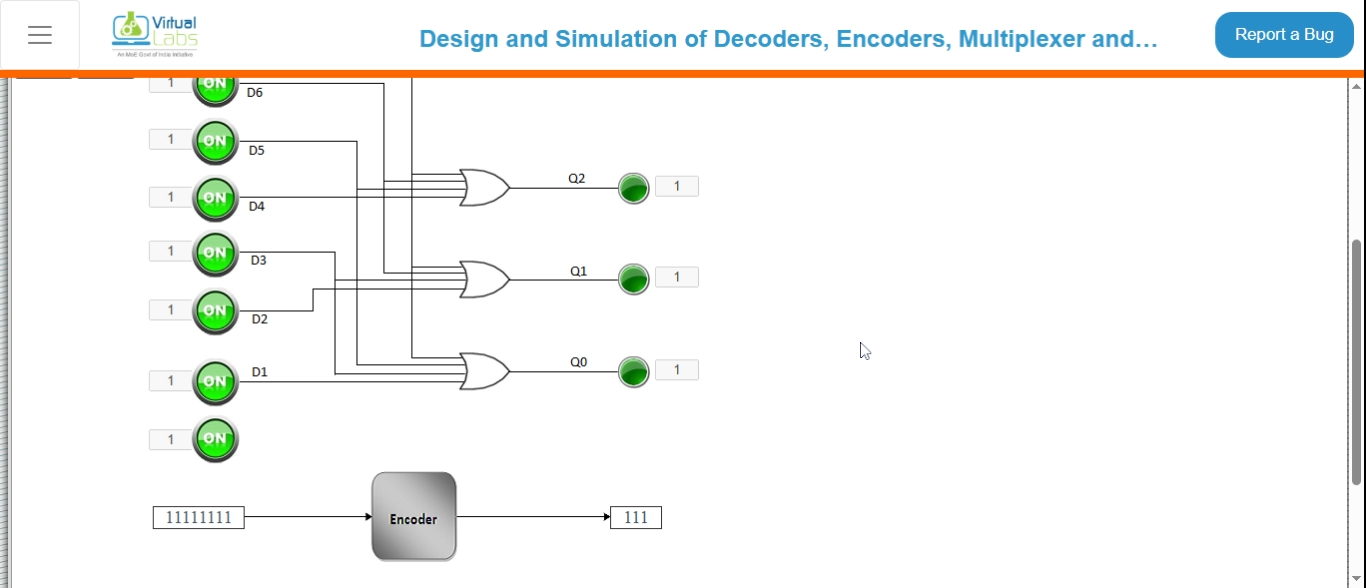 Virtual
Labs
An MoE Govt of India Initiative
Design and Simulation of Decoders, Encoders, Multiplexer and...
Report a Bug
1 ON D6
1 ON D5
Q2 1
1 ON D4
1 ON D3
Q1 1
1 ON D2
Q0 1
1 ON D1
1 ON
11111111 Encoder 111